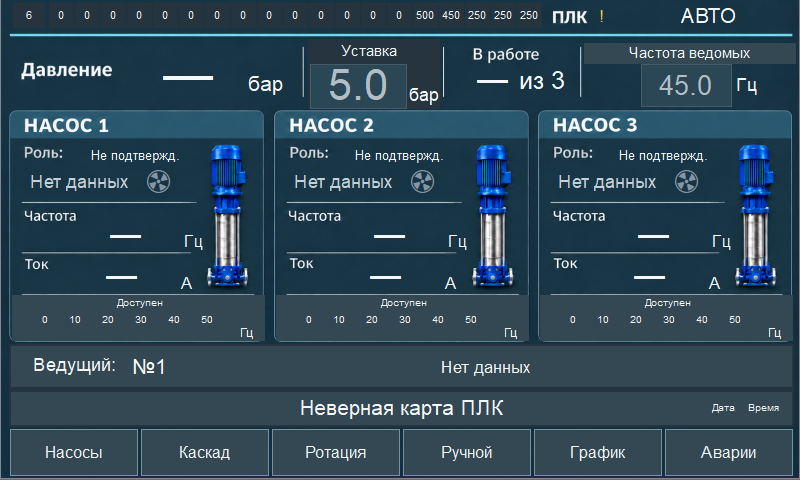 6 0 0 0 0 0 0 0 0 0 0 0 0 0 0 500 450 250 250 250 ПЛК ! АВТО
Давление — бар
Уставка
5.0 бар
В работе
— из 3
Частота ведомых
45.0 Гц
НАСОС 1
Роль: Не подтвержд.
Нет данных
Частота
— Гц
Ток
— А
Доступен
0 10 20 30 40 50
Гц
НАСОС 2
Роль: Не подтвержд.
Нет данных
Частота
— Гц
Ток
— А
Доступен
0 10 20 30 40 50
Гц
НАСОС 3
Роль: Не подтвержд.
Нет данных
Частота
— Гц
Ток
— А
Доступен
0 10 20 30 40 50
Гц
Ведущий: №1 Нет данных
Неверная карта ПЛК Дата Время
Насосы Каскад Ротация Ручной График Аварии